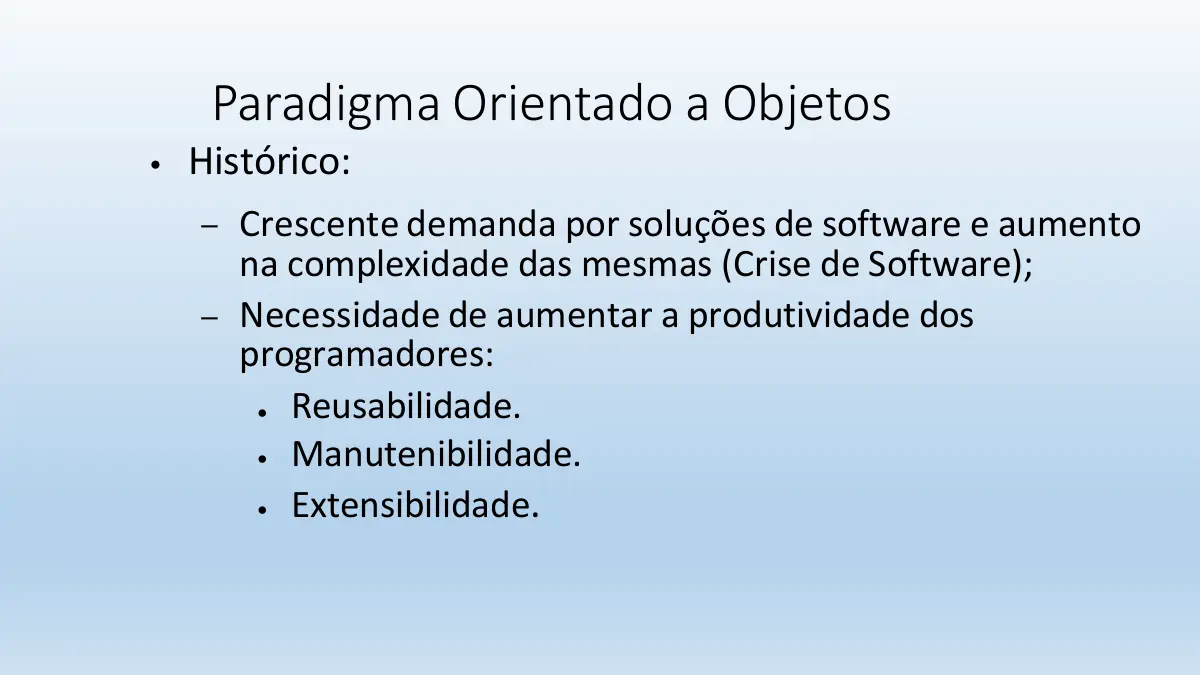 Paradigma Orientado a Objetos
• Histórico:
– Crescente demanda por soluções de software e aumento
na complexidade das mesmas (Crise de Software);
– Necessidade de aumentar a produtividade dos
programadores:
• Reusabilidade.
• Manutenibilidade.
• Extensibilidade.